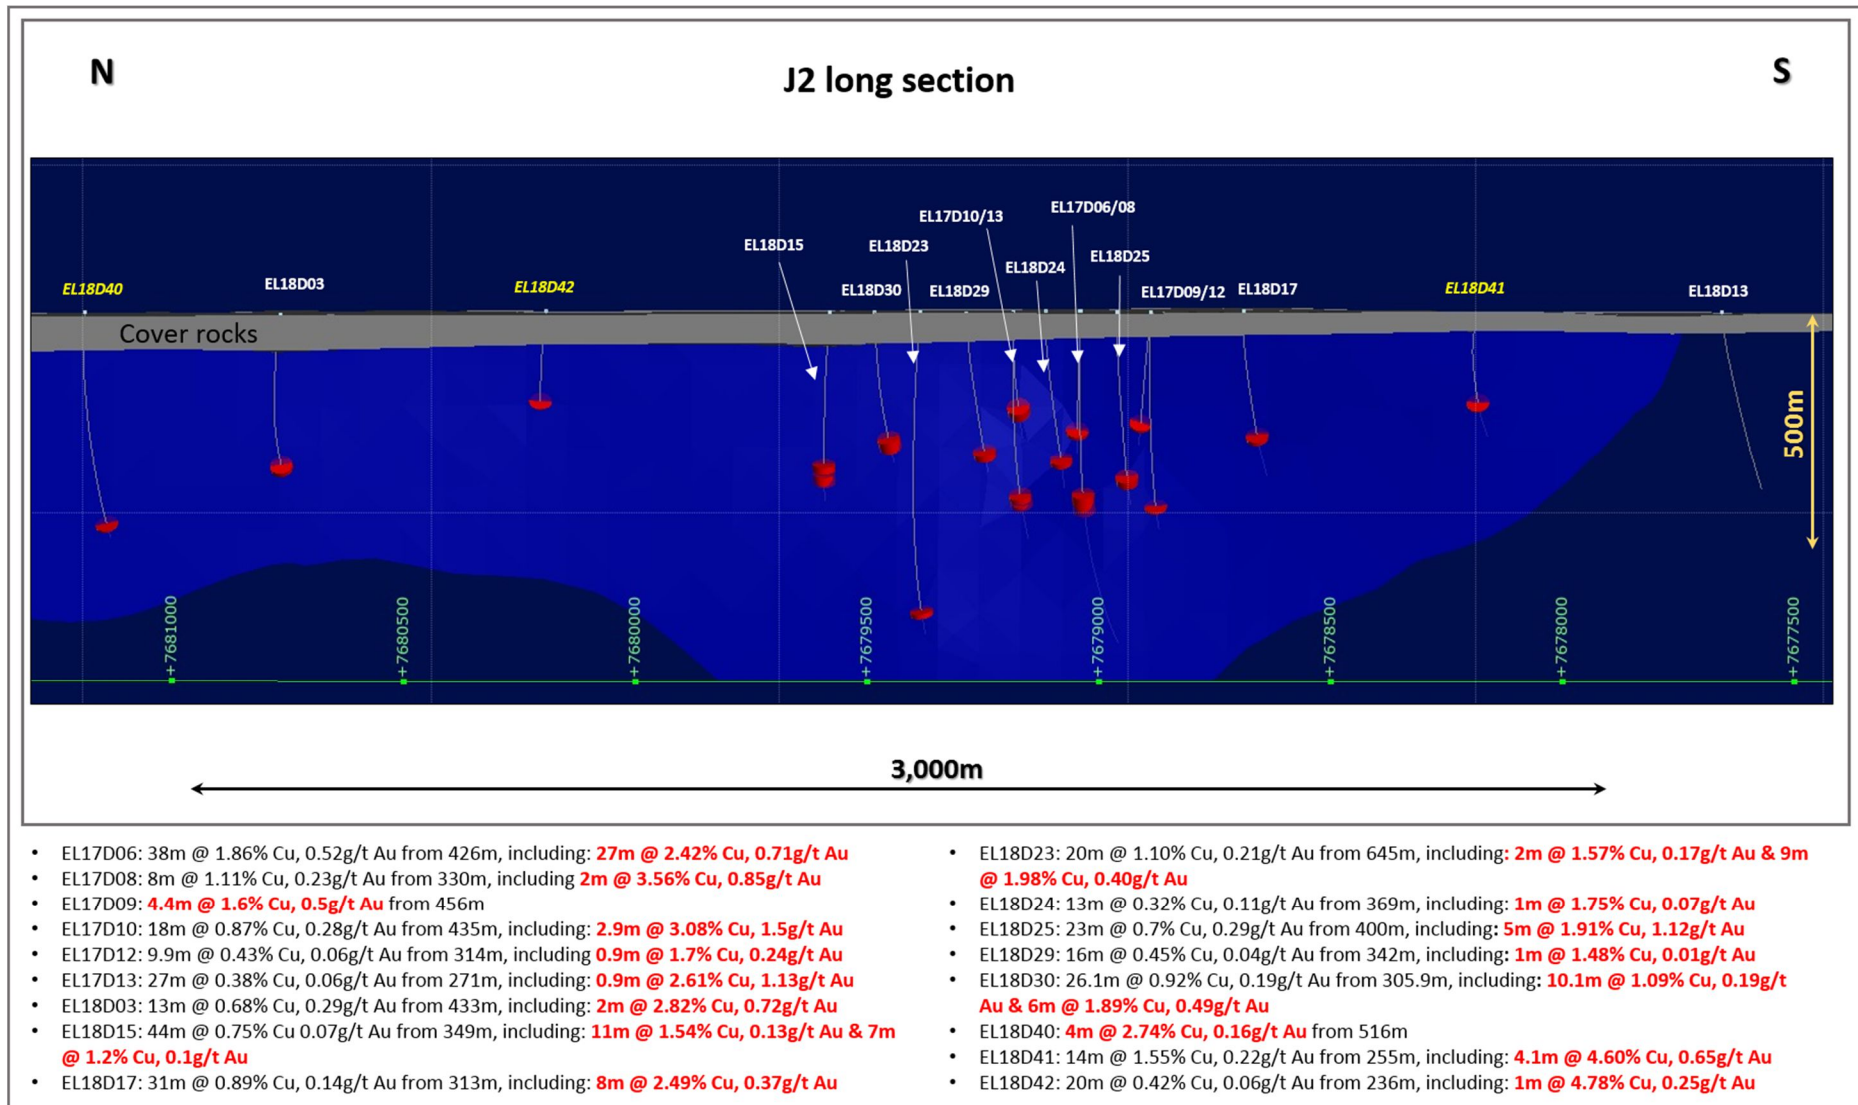 N
J2 long section
S
EL17D06/08
EL17D10/13
EL18D15
EL18D23
EL18D25
EL18D24
EL18D40
EL18D03
EL18D42
EL18D30
EL18D29
EL17D09/12
EL18D17
EL18D41
EL18D13
Cover rocks
500m
+7681000
+7680500
+7680000
+7679500
+7679000
+7678500
+7678000
+7677500
3,000m
• EL17D06: 38m @ 1.86% Cu, 0.52g/t Au from 426m, including: 27m @ 2.42% Cu, 0.71g/t Au
• EL17D08: 8m @ 1.11% Cu, 0.23g/t Au from 330m, including 2m @ 3.56% Cu, 0.85g/t Au
• EL17D09: 4.4m @ 1.6% Cu, 0.5g/t Au from 456m
• EL17D10: 18m @ 0.87% Cu, 0.28g/t Au from 435m, including: 2.9m @ 3.08% Cu, 1.5g/t Au
• EL17D12: 9.9m @ 0.43% Cu, 0.06g/t Au from 314m, including 0.9m @ 1.7% Cu, 0.24g/t Au
• EL17D13: 27m @ 0.38% Cu, 0.06g/t Au from 271m, including: 0.9m @ 2.61% Cu, 1.13g/t Au
• EL18D03: 13m @ 0.68% Cu, 0.29g/t Au from 433m, including: 2m @ 2.82% Cu, 0.72g/t Au
• EL18D15: 44m @ 0.75% Cu 0.07g/t Au from 349m, including: 11m @ 1.54% Cu, 0.13g/t Au & 7m
@ 1.2% Cu, 0.1g/t Au
• EL18D17: 31m @ 0.89% Cu, 0.14g/t Au from 313m, including: 8m @ 2.49% Cu, 0.37g/t Au
• EL18D23: 20m @ 1.10% Cu, 0.21g/t Au from 645m, including: 2m @ 1.57% Cu, 0.17g/t Au & 9m
@ 1.98% Cu, 0.40g/t Au
• EL18D24: 13m @ 0.32% Cu, 0.11g/t Au from 369m, including: 1m @ 1.75% Cu, 0.07g/t Au
• EL18D25: 23m @ 0.7% Cu, 0.29g/t Au from 400m, including: 5m @ 1.91% Cu, 1.12g/t Au
• EL18D29: 16m @ 0.45% Cu, 0.04g/t Au from 342m, including: 1m @ 1.48% Cu, 0.01g/t Au
• EL18D30: 26.1m @ 0.92% Cu, 0.19g/t Au from 305.9m, including: 10.1m @ 1.09% Cu, 0.19g/t
Au & 6m @ 1.89% Cu, 0.49g/t Au
• EL18D40: 4m @ 2.74% Cu, 0.16g/t Au from 516m
• EL18D41: 14m @ 1.55% Cu, 0.22g/t Au from 255m, including: 4.1m @ 4.60% Cu, 0.65g/t Au
• EL18D42: 20m @ 0.42% Cu, 0.06g/t Au from 236m, including: 1m @ 4.78% Cu, 0.25g/t Au